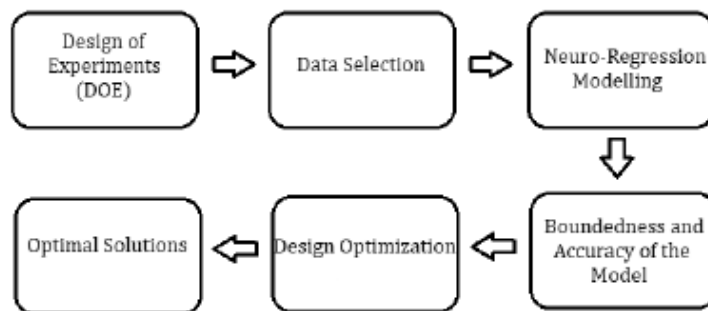 Design of
Experiments
(DOE)
Data Selection
Neuro-Regression
Modelling
Boundedness and
Accuracy of the
Model
Design Optimization
Optimal Solutions